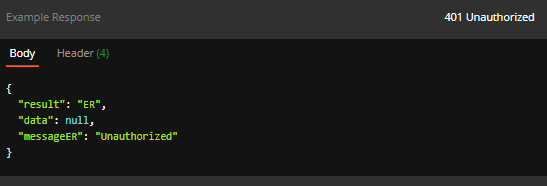 Example Response 401 Unauthorized
Body Header (4)
{
"result": "ER",
"data": null,
"messageER": "Unauthorized"
}